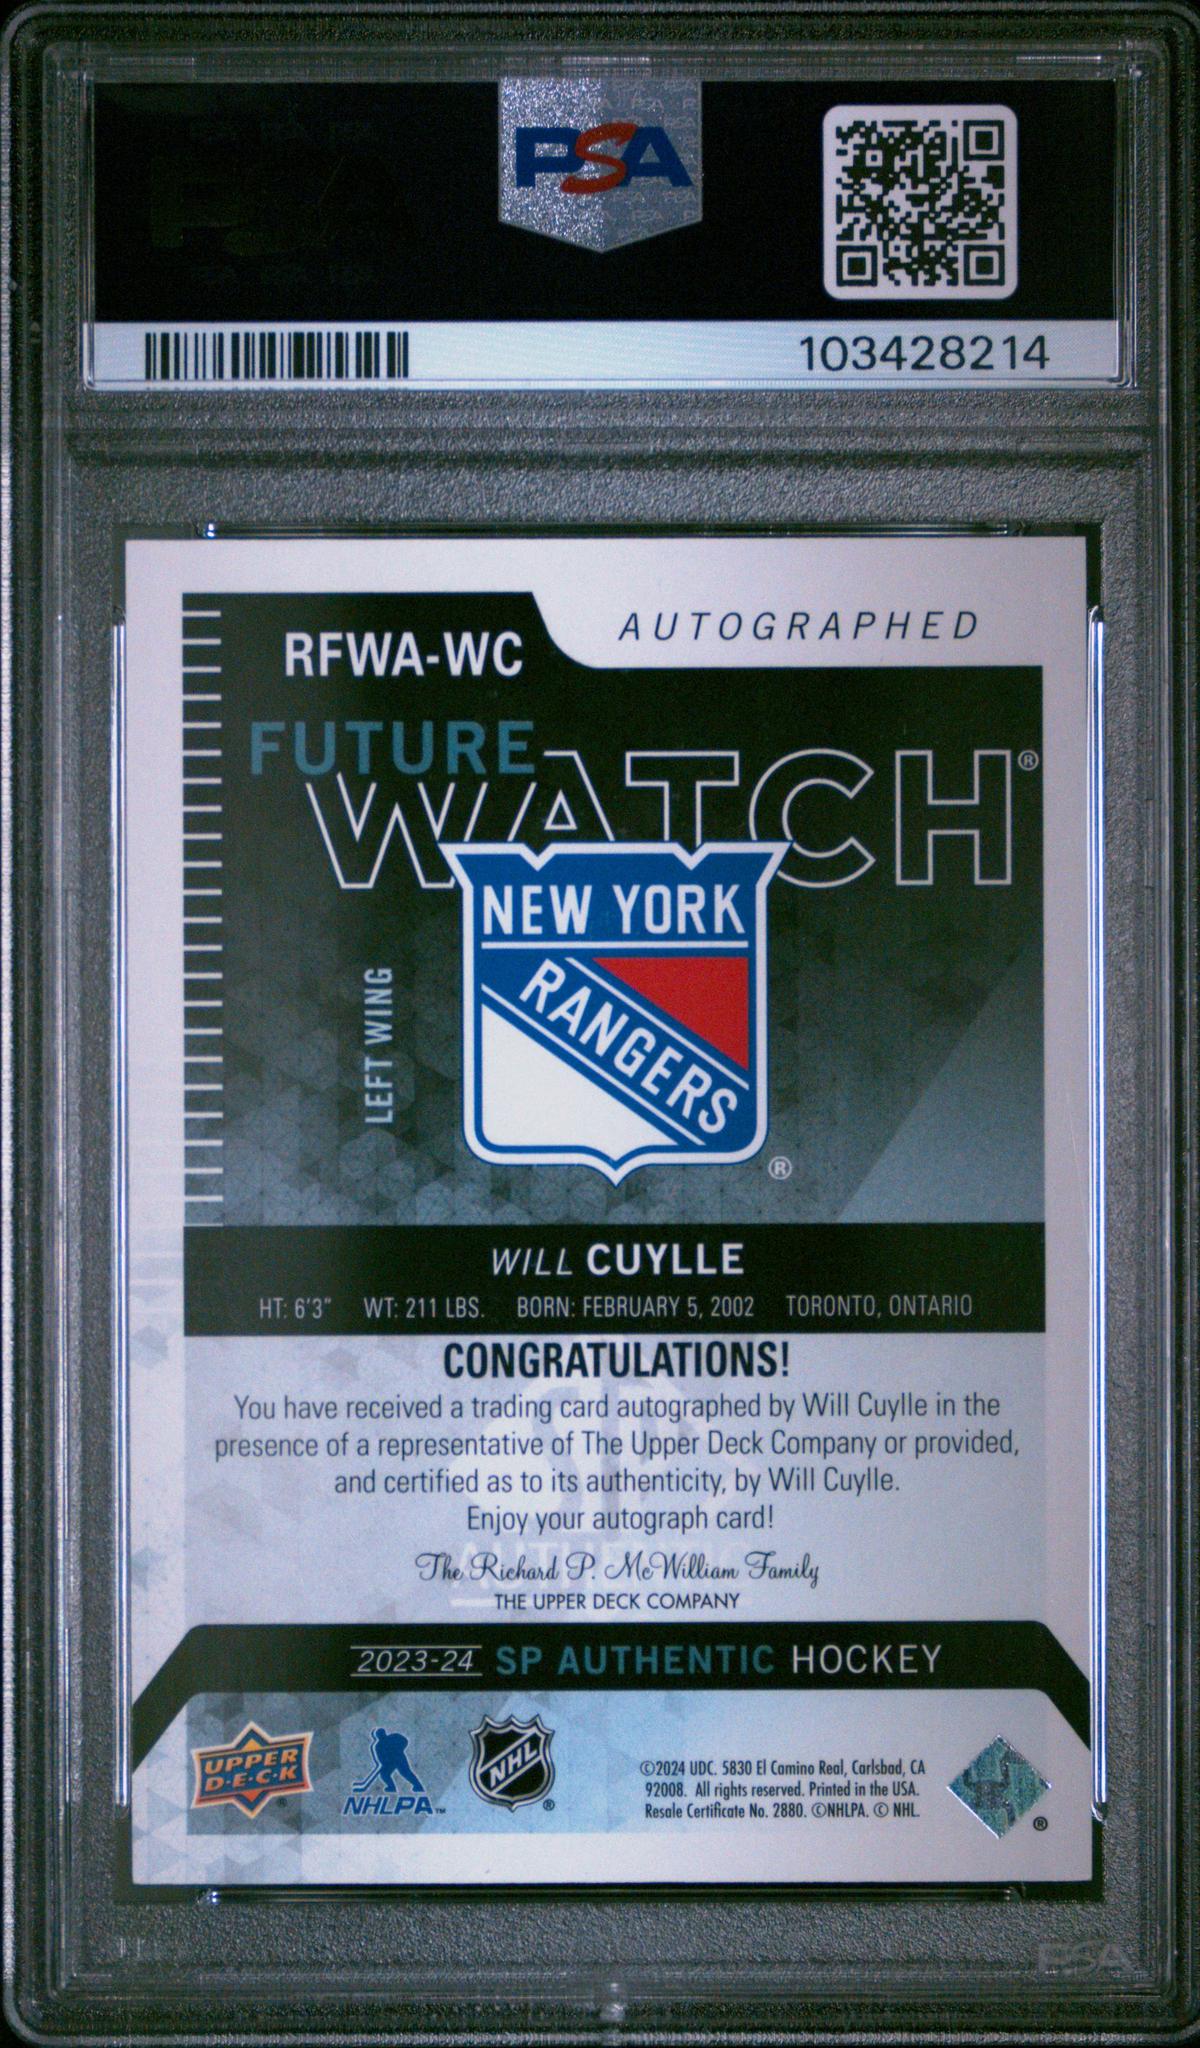 PSA
103428214
AUTOGRAPHED
RFWA-WC
FUTURE
WATCH®
NEW YORK
RANGERS
®
LEFT WING
WILL CUYLLE
HT: 6'3" WT: 211 LBS. BORN: FEBRUARY 5, 2002 TORONTO, ONTARIO
CONGRATULATIONS!
You have received a trading card autographed by Will Cuylle in the
presence of a representative of The Upper Deck Company or provided,
and certified as to its authenticity, by Will Cuylle.
Enjoy your autograph card!
The Richard P. McWilliam Family
THE UPPER DECK COMPANY
2023-24 SP AUTHENTIC HOCKEY
UPPER
D·E·C·K
®
NHLPA™
NHL
®
©2024 UDC. 5830 El Camino Real, Carlsbad, CA
92008. All rights reserved. Printed in the USA.
Resale Certificate No. 2880. ©NHLPA. © NHL.
®
PSA